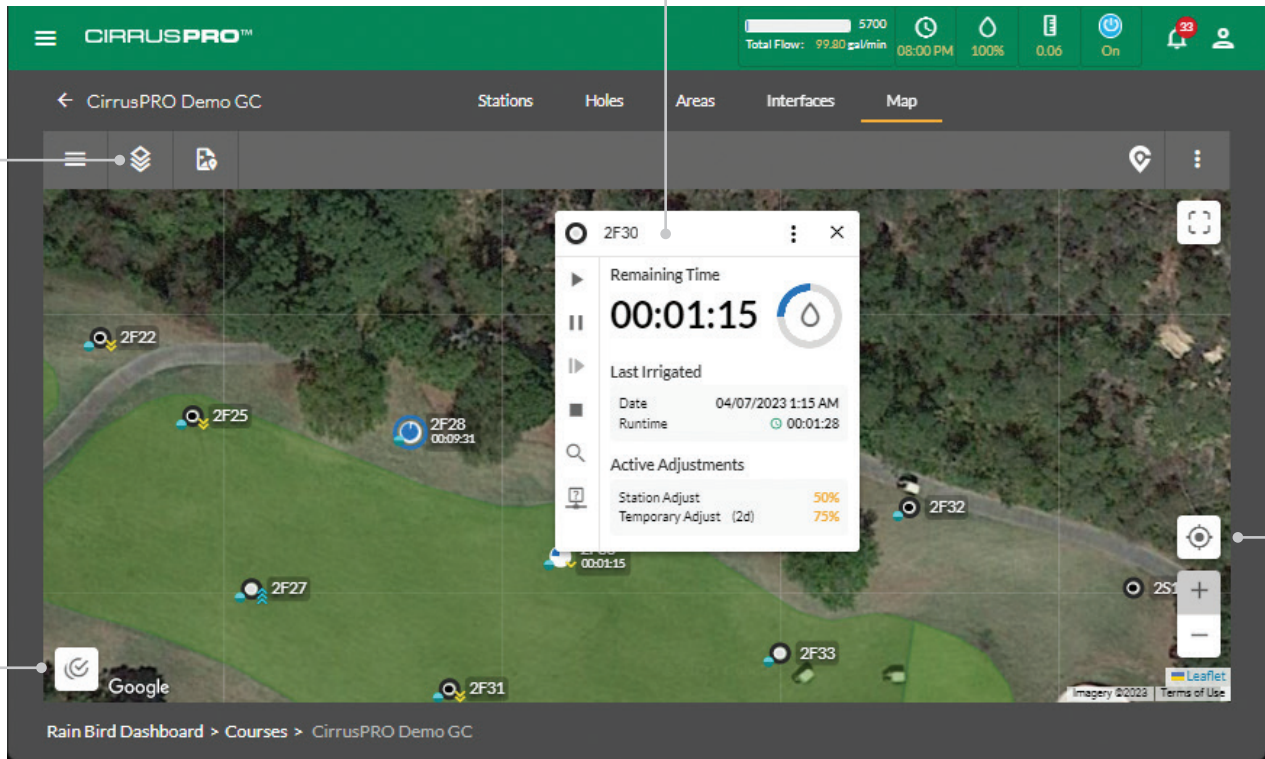 CIRRUSPRO™
5700
Total Flow: 99.80 gal/min
08:00 PM
100%
0.06
On
33
CirrusPRO Demo GC
Stations Holes Areas Interfaces Map
2F30
Remaining Time
00:01:15
Last Irrigated
Date 04/07/2023 1:15 AM
Runtime 00:01:28
Active Adjustments
Station Adjust 50%
Temporary Adjust (2d) 75%
2F22
2F25
2F28
00:09:31
2F32
00:01:15
2F27
2F33
2F31
Google
Leaflet
Imagery ©2023 Terms of Use
Rain Bird Dashboard > Courses > CirrusPRO Demo GC